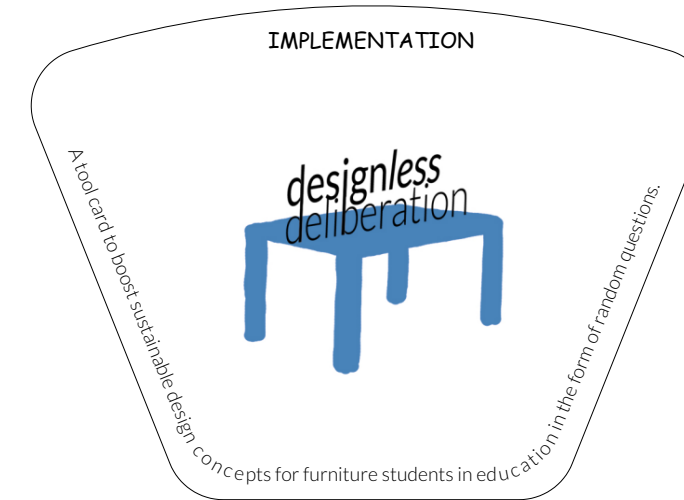 IMPLEMENTATION
designless
deliberation
A tool card to boost sustainable design concepts for furniture students in education in the form of random questions.